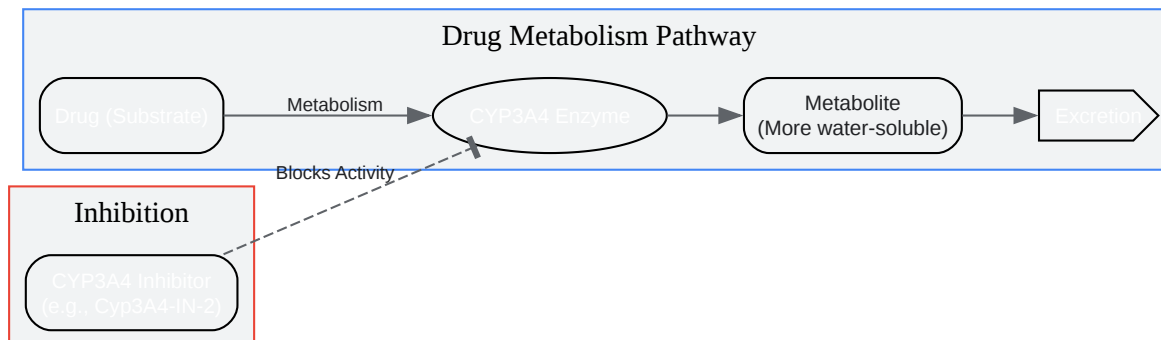 Drug Metabolism Pathway
Drug (Substrate)
Metabolism
CYP3A4 Enzyme
Metabolite
(More water-soluble)
Excretion
Blocks Activity
Inhibition
CYP3A4 Inhibitor
(e.g., Cyp3A4-IN-2)